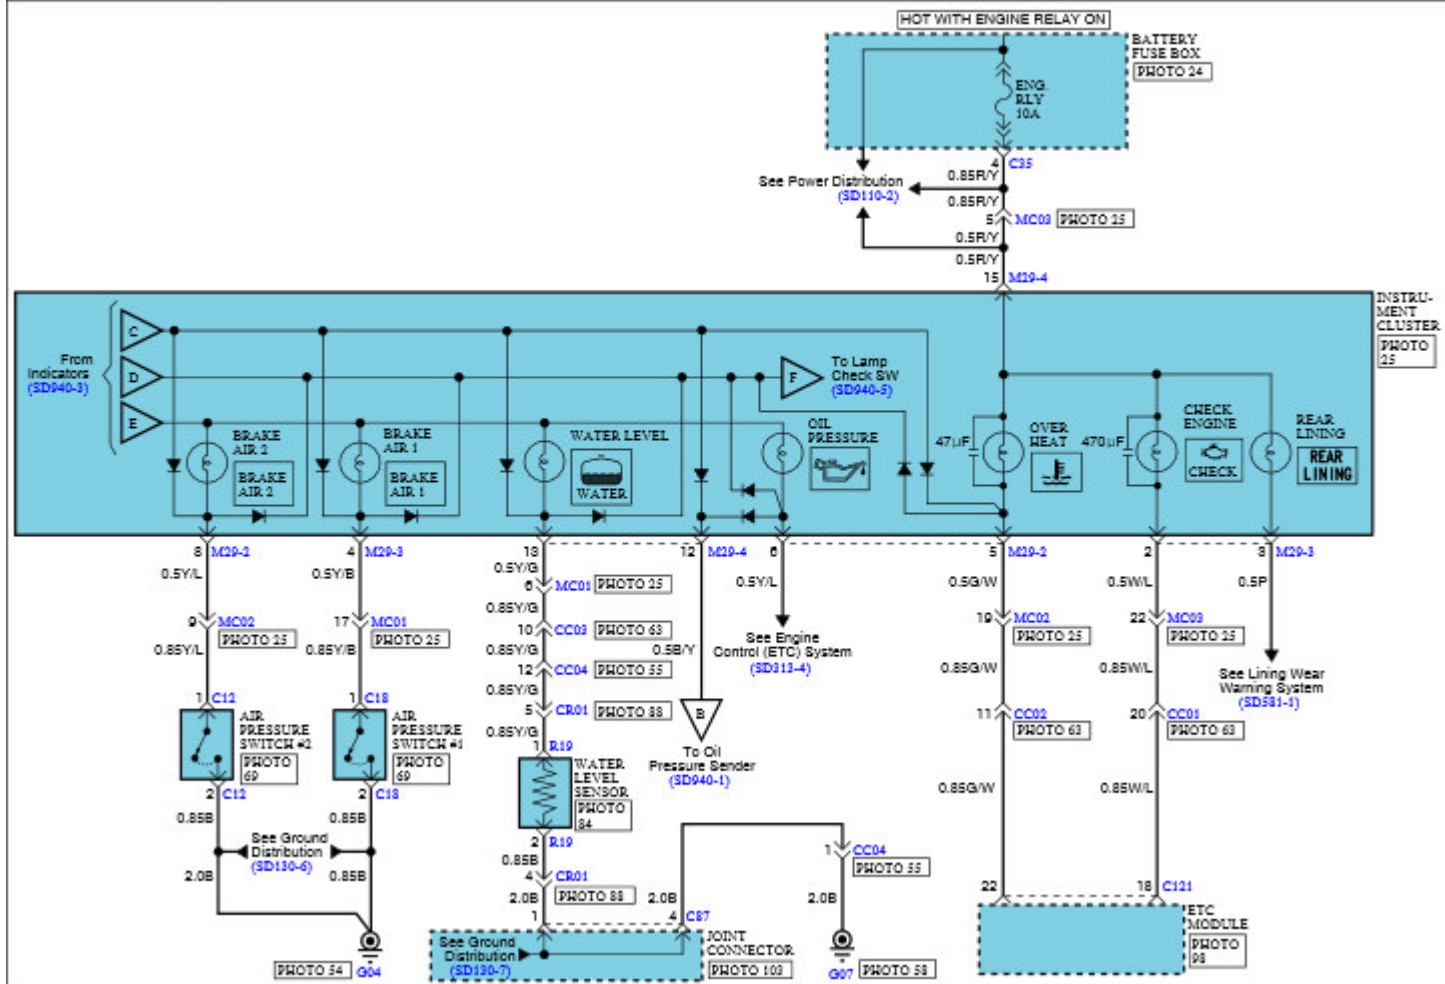 HOT WITH ENGINE RELAY ON
BATTERY
FUSE BOX
PHOTO 24
ENG.
RLY
10A
4 C35
0.85R/Y
See Power Distribution
(SD110-2)
0.85R/Y
5 MC03 PHOTO 25
0.5R/Y
0.5R/Y
15 M29-4
INSTRU-
MENT
CLUSTER
PHOTO
25
From
Indicators
(SD940-3)
C
D
E
F
To Lamp
Check SW
(SD940-5)
BRAKE
AIR 2
BRAKE
AIR 2
BRAKE
AIR 1
BRAKE
AIR 1
WATER LEVEL
WATER
OIL
PRESSURE
47μF
OVER
HEAT
470μF
CHECK
ENGINE
CHECK
REAR
LINING
REAR
LINING
8 M29-2
4 M29-3
13
12 M29-4
6
5 M29-2
2
3 M29-3
0.5Y/L
0.5Y/B
0.5Y/G
0.5Y/L
0.5G/W
0.5W/L
0.5P
6 MC01 PHOTO 25
0.85Y/G
9 MC02
PHOTO 25
17 MC01
PHOTO 25
10 CC03 PHOTO 63
19 MC02
PHOTO 25
22 MC03
PHOTO 25
0.85Y/L
0.85Y/B
0.85Y/G
0.5B/Y
See Engine
Control (ETC) System
(SD313-4)
12 CC04 PHOTO 55
0.85Y/G
0.85G/W
0.85W/L
See Lining Wear
Warning System
(SD581-1)
1 C12
1 C18
5 CR01 PHOTO 88
0.85Y/G
B
11 CC02
PHOTO 63
20 CC01
PHOTO 63
AIR
PRESSURE
SWITCH #2
PHOTO
69
AIR
PRESSURE
SWITCH #1
PHOTO
69
1 R19
To Oil
Pressure Sender
(SD940-1)
WATER
LEVEL
SENSOR
PHOTO
84
2 C12
2 C18
0.85G/W
0.85W/L
0.85B
0.85B
2 R19
See Ground
Distribution
(SD130-6)
0.85B
1 CC04
PHOTO 55
2.0B
0.85B
4 CR01
PHOTO 88
22
18 C121
2.0B
2.0B
2.0B
1
4 C87
See Ground
Distribution
(SD130-7)
JOINT
CONNECTOR
PHOTO 103
ETC
MODULE
PHOTO
98
PHOTO 54 G04
G07 PHOTO 58